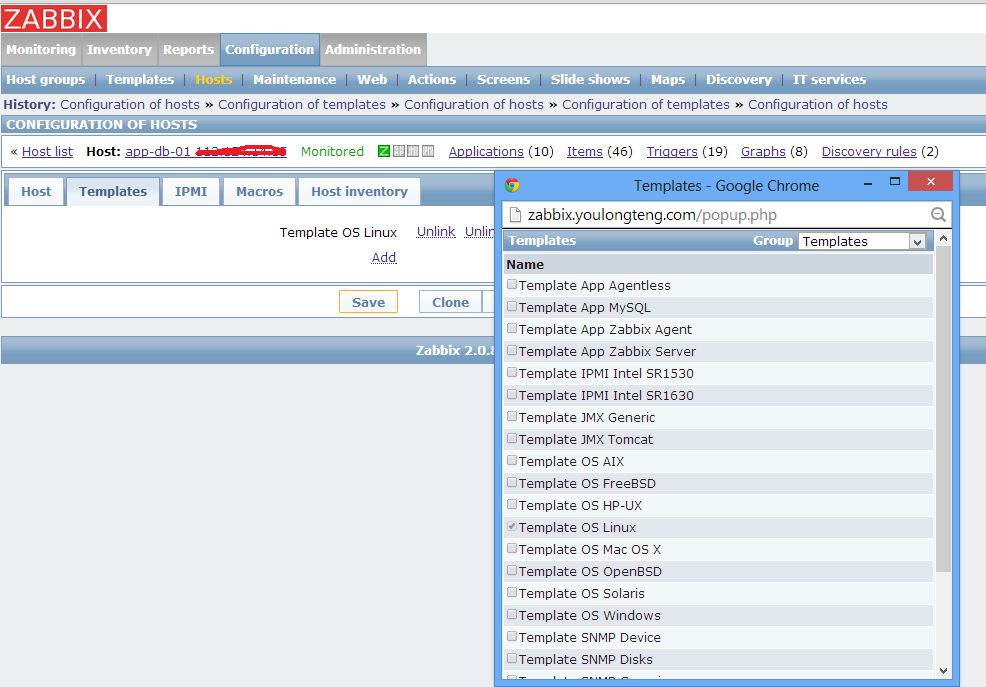 ZABBIX
Monitoring Inventory Reports Configuration Administration
Host groups | Templates | Hosts | Maintenance | Web | Actions | Screens | Slide shows | Maps | Discovery | IT services
History: Configuration of hosts » Configuration of templates » Configuration of hosts » Configuration of templates » Configuration of hosts
CONFIGURATION OF HOSTS
« Host list Host: app-db-01 Monitored Z Applications (10) Items (46) Triggers (19) Graphs (8) Discovery rules (2)
Host Templates IPMI Macros Host inventory
Template OS Linux Unlink Unlin
Add
Save Clone
Zabbix 2.0.8
Templates - Google Chrome
zabbix.youlongteng.com/popup.php
Templates Group Templates
Name
Template App Agentless
Template App MySQL
Template App Zabbix Agent
Template App Zabbix Server
Template IPMI Intel SR1530
Template IPMI Intel SR1630
Template JMX Generic
Template JMX Tomcat
Template OS AIX
Template OS FreeBSD
Template OS HP-UX
Template OS Linux
Template OS Mac OS X
Template OS OpenBSD
Template OS Solaris
Template OS Windows
Template SNMP Device
Template SNMP Disks